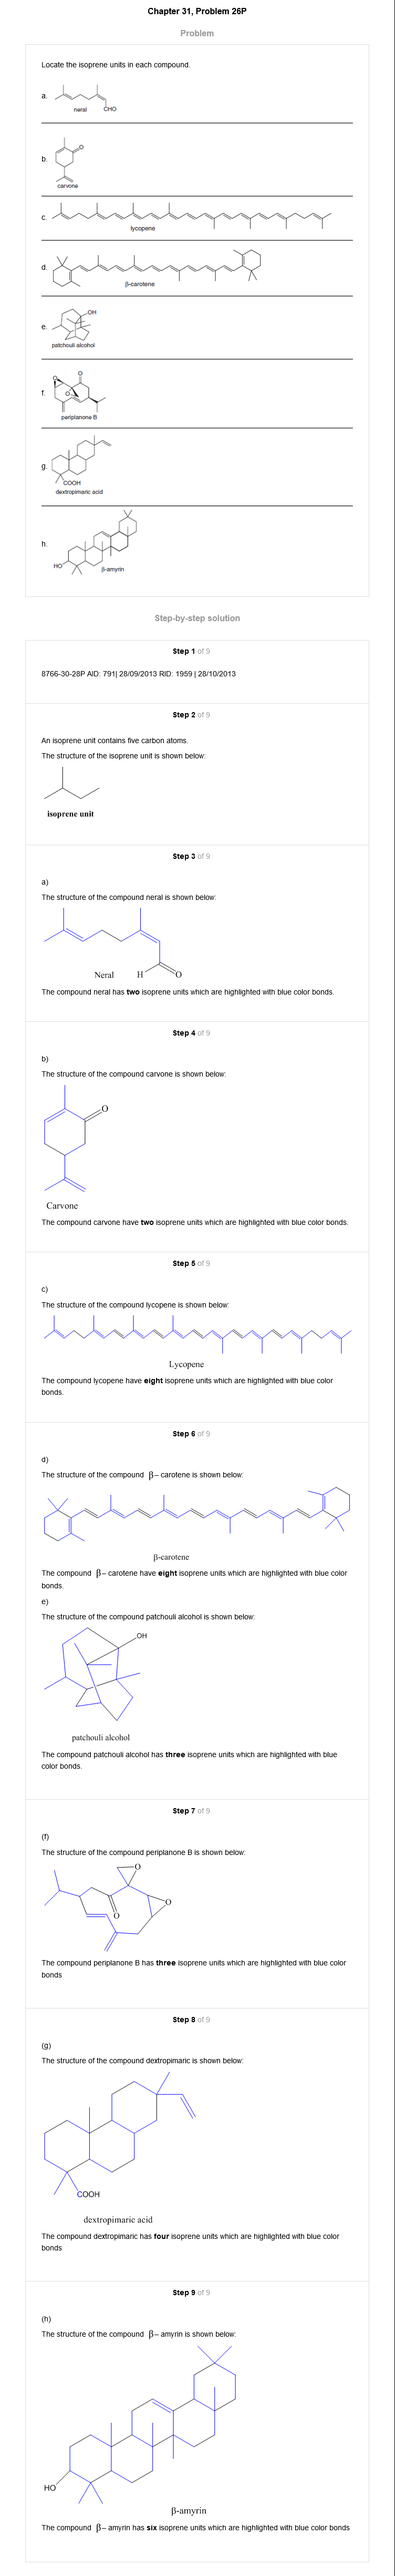 Chapter 31, Problem 26P
Problem
Locate the isoprene units in each compound.
a.
neral
CHO
b.
O
carvone
c.
lycopene
d.
β-carotene
e.
OH
patchouli alcohol
f.
O
O
O
periplanone B
g.
COOH
dextropimaric acid
h.
HO
β-amyrin
Step-by-step solution
Step 1 of 9
8766-30-28P AID: 791| 28/09/2013 RID: 1959 | 28/10/2013
Step 2 of 9
An isoprene unit contains five carbon atoms.
The structure of the isoprene unit is shown below:
isoprene unit
Step 3 of 9
a)
The structure of the compound neral is shown below:
Neral
H
O
The compound neral has two isoprene units which are highlighted with blue color bonds.
Step 4 of 9
b)
The structure of the compound carvone is shown below:
O
Carvone
The compound carvone have two isoprene units which are highlighted with blue color bonds.
Step 5 of 9
c)
The structure of the compound lycopene is shown below:
Lycopene
The compound lycopene have eight isoprene units which are highlighted with blue color
bonds.
Step 6 of 9
d)
The structure of the compound β– carotene is shown below:
β-carotene
The compound β– carotene have eight isoprene units which are highlighted with blue color
bonds.
e)
The structure of the compound patchouli alcohol is shown below:
OH
patchouli alcohol
The compound patchouli alcohol has three isoprene units which are highlighted with blue
color bonds.
Step 7 of 9
(f)
The structure of the compound periplanone B is shown below:
O
O
O
The compound periplanone B has three isoprene units which are highlighted with blue color
bonds
Step 8 of 9
(g)
The structure of the compound dextropimaric is shown below:
COOH
dextropimaric acid
The compound dextropimaric has four isoprene units which are highlighted with blue color
bonds
Step 9 of 9
(h)
The structure of the compound β– amyrin is shown below:
HO
β-amyrin
The compound β– amyrin has six isoprene units which are highlighted with blue color bonds